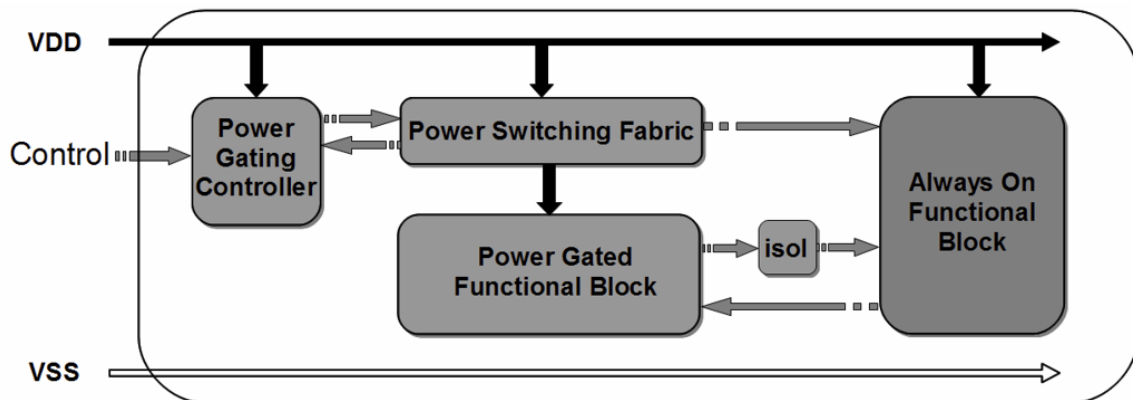 VDD
Power
Gating
Controller
Power Switching Fabric
Control
Always On
Functional
Block
Power Gated
Functional Block
isol
VSS